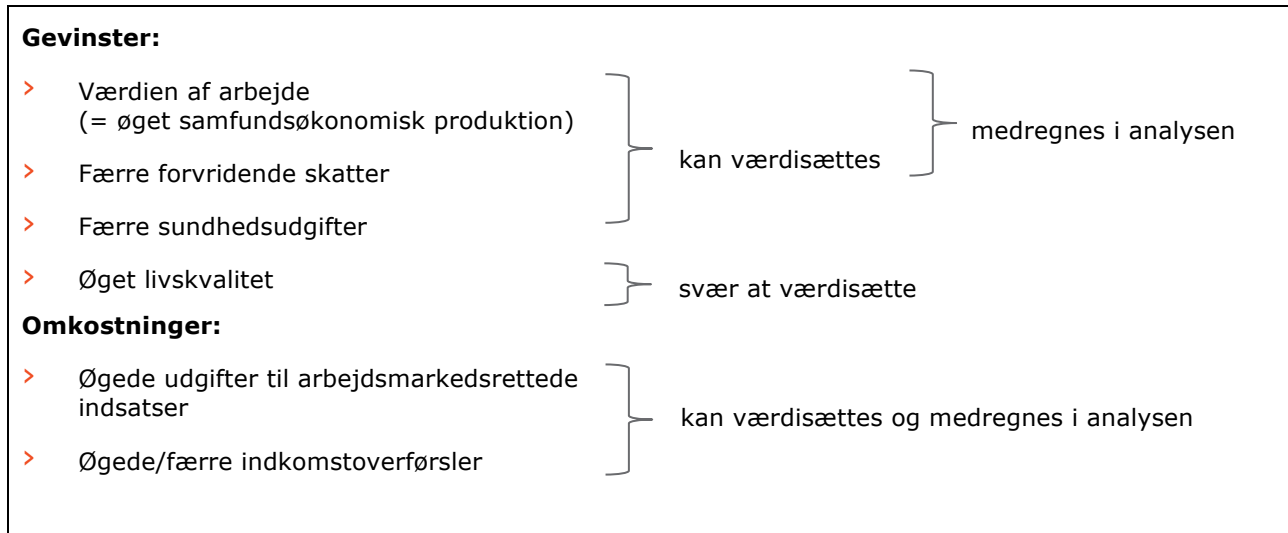 Gevinster:
> Værdien af arbejde
(= øget samfundsøkonomisk produktion)
> Færre forvridende skatter
> Færre sundhedsudgifter
kan værdisættes
medregnes i analysen
> Øget livskvalitet
svær at værdisætte
Omkostninger:
> Øgede udgifter til arbejdsmarkedsrettede
indsatser
> Øgede/færre indkomstoverførsler
kan værdisættes og medregnes i analysen